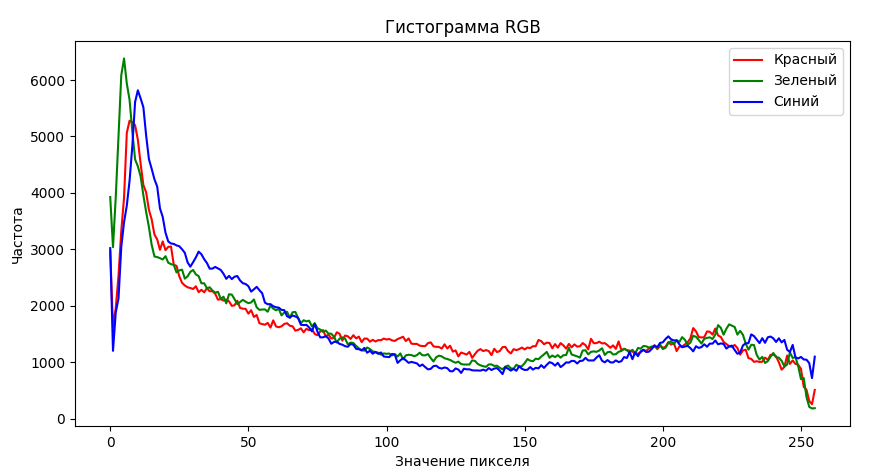 Гистограмма RGB
Красный
Зеленый
Синий
Частота
6000
5000
4000
3000
2000
1000
0
0 50 100 150 200 250
Значение пикселя